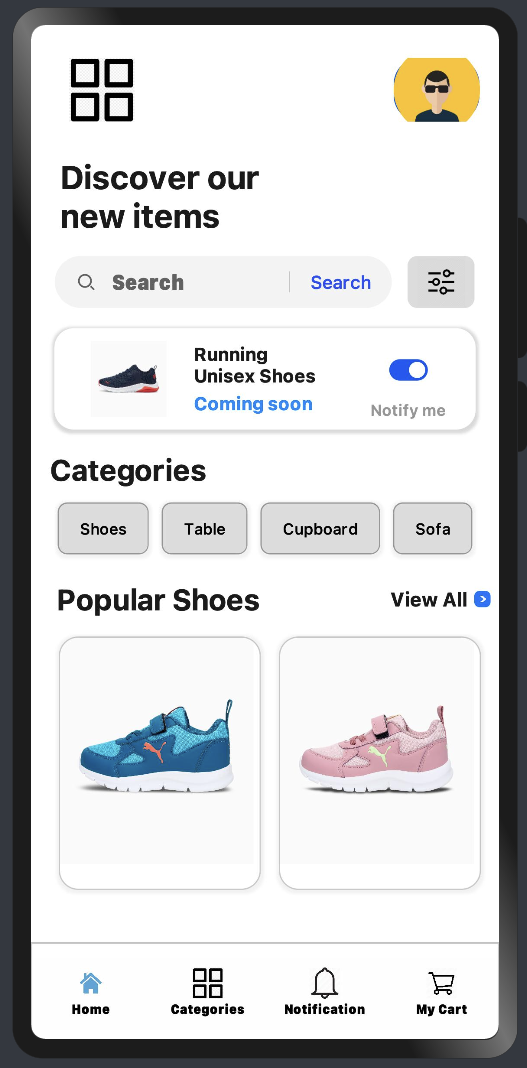 Discover our
new items
Search
Search
Running
Unisex Shoes
Coming soon
Notify me
Categories
Shoes
Table
Cupboard
Sofa
Popular Shoes
View All
Home
Categories
Notification
My Cart